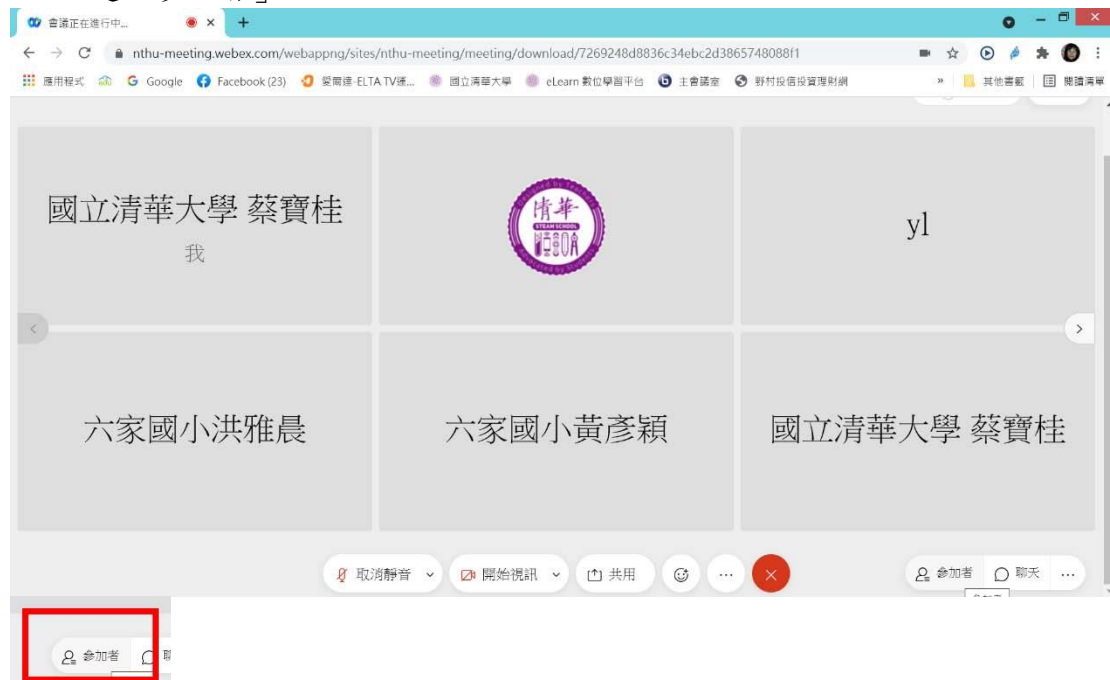 會議正在進行中...
nthu-meeting.webex.com/webappng/sites/nthu-meeting/meeting/download/7269248d8836c34ebc2d3865748088f1
應用程式 Google Facebook (23) 愛爾達-ELTA TV運... 國立清華大學 eLearn 數位學習平台 主會議室 野村投信投資理財網 » 其他書籤 閱讀清單
國立清華大學 蔡寶桂
我
清華
STEAM SCHOOL
yl
六家國小洪雅晨
六家國小黃彥穎
國立清華大學 蔡寶桂
取消靜音 開始視訊 共用 參加者 聊天
參加者